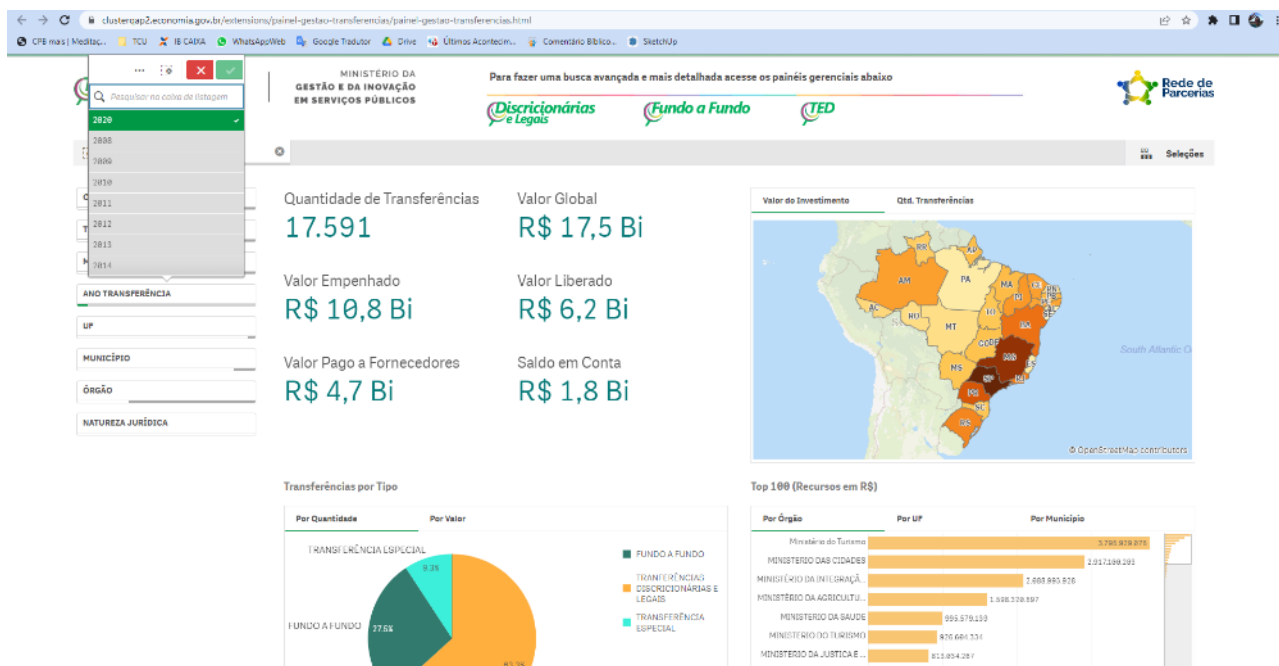 clusterqap2.economia.gov.br/extensions/painel-gestao-transferencias/painel-gestao-transferencias.html
CPB mais | Meditaç...
TCU
IB CAIXA
WhatsAppWeb
Google Tradutor
Drive
Últimos Acontecim...
Comentário Bíblico...
SketchUp
MINISTÉRIO DA
GESTÃO E DA INOVAÇÃO
EM SERVIÇOS PÚBLICOS
Para fazer uma busca avançada e mais detalhada acesse os painéis gerenciais abaixo
Discricionárias
e Legais
Fundo a Fundo
TED
Rede de
Parcerias
Pesquisar na caixa de listagem
2020
2008
2009
2010
2011
2012
2013
2014
Seleções
ANO TRANSFERÊNCIA
UF
MUNICÍPIO
ÓRGÃO
NATUREZA JURÍDICA
Quantidade de Transferências
17.591
Valor Global
R$ 17,5 Bi
Valor Empenhado
R$ 10,8 Bi
Valor Liberado
R$ 6,2 Bi
Valor Pago a Fornecedores
R$ 4,7 Bi
Saldo em Conta
R$ 1,8 Bi
Valor do Investimento
Qtd. Transferências
RR
AP
AM
PA
MA
CE
RN
PI
AC
RO
TO
SE
MT
BA
GO
DF
MG
ES
MS
SP
RJ
PR
SC
RS
South Atlantic O
© OpenStreetMap contributors
Transferências por Tipo
Por Quantidade
Por Valor
TRANSFERÊNCIA ESPECIAL
9.3%
FUNDO A FUNDO
27.5%
FUNDO A FUNDO
TRANFERÊNCIAS
DISCRICIONÁRIAS E
LEGAIS
TRANSFERÊNCIA
ESPECIAL
Top 100 (Recursos em R$)
Por Órgão
Por UF
Por Município
Ministério do Turismo
MINISTERIO DAS CIDADES
MINISTÉRIO DA INTEGRAÇÃ...
MINISTÉRIO DA AGRICULTU...
MINISTERIO DA SAUDE
MINISTERIO DO TURISMO
MINISTERIO DA JUSTICA E ...